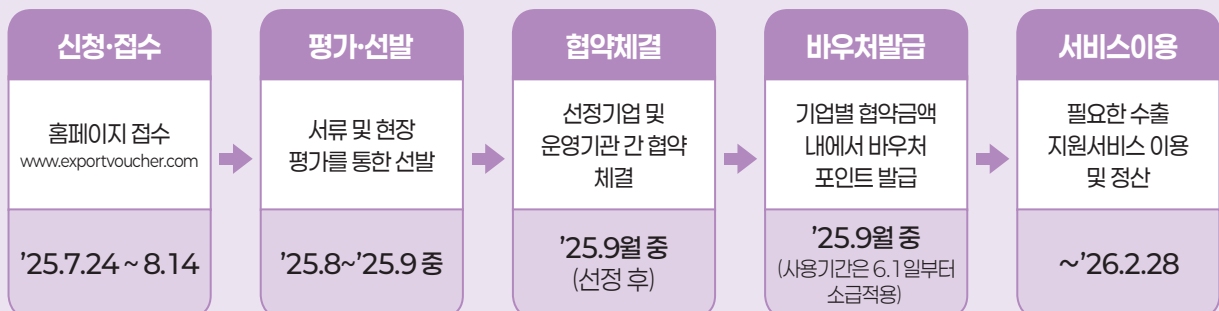 신청·접수
홈페이지 접수
www.exportvoucher.com
'25.7.24 ~ 8.14
평가·선발
서류 및 현장
평가를 통한 선발
'25.8~'25.9 중
협약체결
선정기업 및
운영기관 간 협약
체결
'25.9월 중
(선정 후)
바우처발급
기업별 협약금액
내에서 바우처
포인트 발급
'25.9월 중
(사용기간은 6.1일부터
소급적용)
서비스이용
필요한 수출
지원서비스 이용
및 정산
~'26.2.28